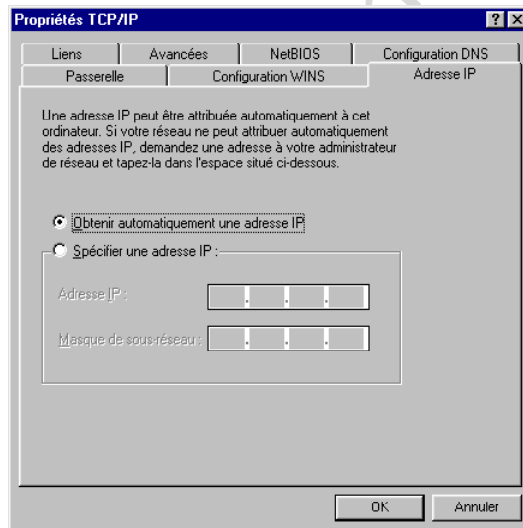 Propriétés TCP/IP
Liens Avancées NetBIOS Configuration DNS
Passerelle Configuration WINS Adresse IP
Une adresse IP peut être attribuée automatiquement à cet
ordinateur. Si votre réseau ne peut attribuer automatiquement
des adresses IP, demandez une adresse à votre administrateur
de réseau et tapez-la dans l'espace situé ci-dessous.
Obtenir automatiquement une adresse IP
Spécifier une adresse IP :
Adresse IP :
Masque de sous-réseau :
OK Annuler